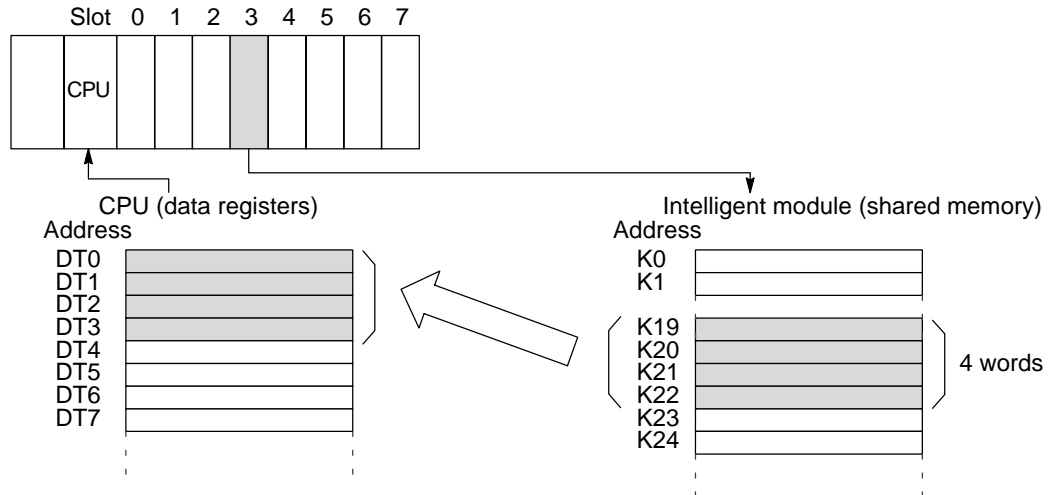 Slot 0 1 2 3 4 5 6 7
CPU
CPU (data registers)
Address
DT0
DT1
DT2
DT3
DT4
DT5
DT6
DT7
Intelligent module (shared memory)
Address
K0
K1
K19
K20
K21
K22
K23
K24
4 words